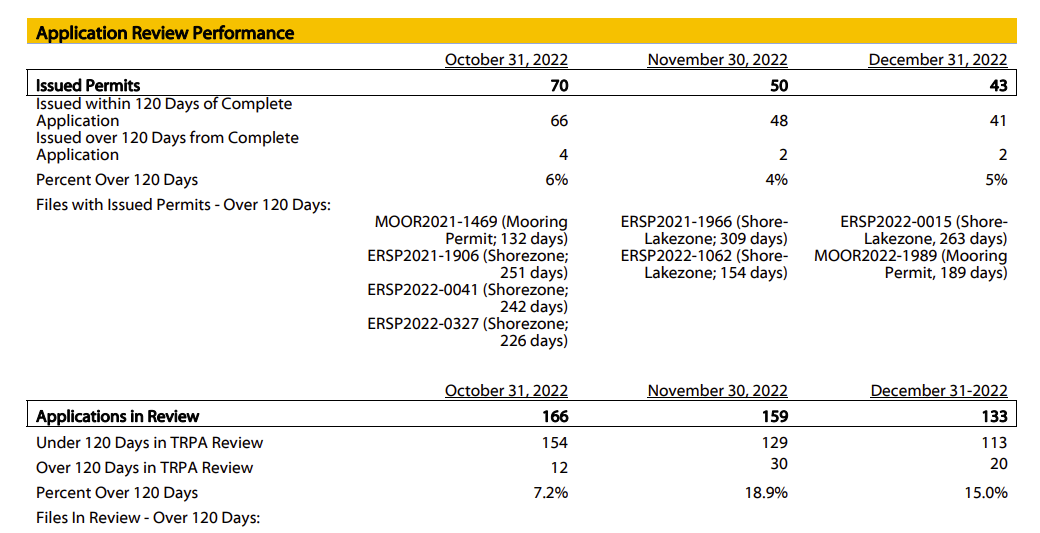 Application Review Performance
October 31, 2022 November 30, 2022 December 31, 2022
Issued Permits 70 50 43
Issued within 120 Days of Complete
Application 66 48 41
Issued over 120 Days from Complete
Application 4 2 2
Percent Over 120 Days 6% 4% 5%
Files with Issued Permits - Over 120 Days:
MOOR2021-1469 (Mooring ERSP2021-1966 (Shore- ERSP2022-0015 (Shore-
Permit; 132 days) Lakezone; 309 days) Lakezone, 263 days)
ERSP2021-1906 (Shorezone; ERSP2022-1062 (Shore- MOOR2022-1989 (Mooring
251 days) Lakezone; 154 days) Permit, 189 days)
ERSP2022-0041 (Shorezone;
242 days)
ERSP2022-0327 (Shorezone;
226 days)
October 31, 2022 November 30, 2022 December 31-2022
Applications in Review 166 159 133
Under 120 Days in TRPA Review 154 129 113
Over 120 Days in TRPA Review 12 30 20
Percent Over 120 Days 7.2% 18.9% 15.0%
Files In Review - Over 120 Days: